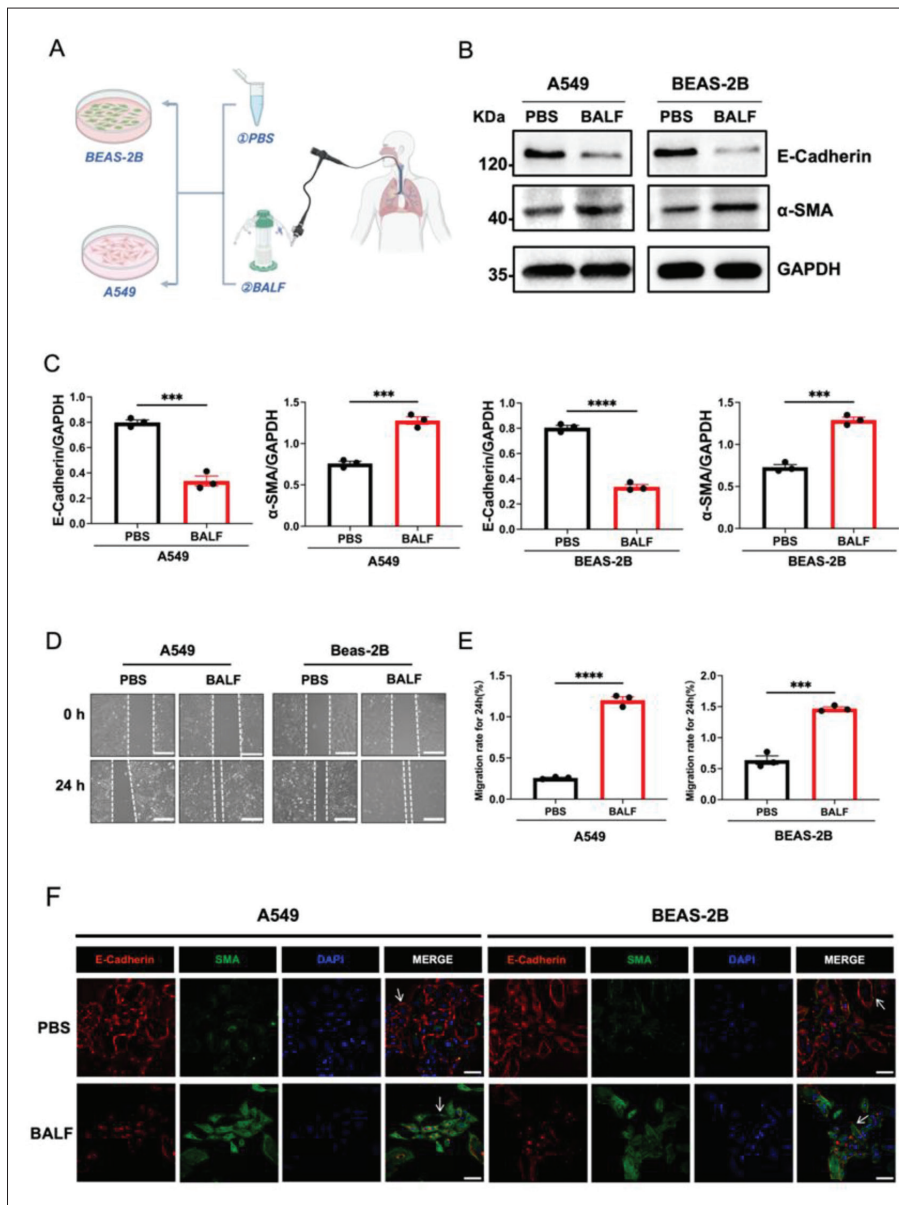 A
BEAS-2B
①PBS
A549
②BALF
B
A549 BEAS-2B
KDa PBS BALF PBS BALF
120 E-Cadherin
40 α-SMA
35 GAPDH
C
E-Cadherin/GAPDH
1.0
0.8
0.6
0.4
0.2
0.0
***
PBS BALF
A549
α-SMA/GAPDH
1.5
1.0
0.5
0.0
***
PBS BALF
A549
E-Cadherin/GAPDH
1.0
0.8
0.6
0.4
0.2
0.0
****
PBS BALF
BEAS-2B
α-SMA/GAPDH
1.5
1.0
0.5
0.0
***
PBS BALF
BEAS-2B
D
A549 Beas-2B
PBS BALF PBS BALF
0 h
24 h
E
Migration rate for 24h(%)
1.5
1.0
0.5
0.0
****
PBS BALF
A549
Migration rate for 24h(%)
2.0
1.5
1.0
0.5
0.0
***
PBS BALF
BEAS-2B
F
A549 BEAS-2B
E-Cadherin SMA DAPI MERGE E-Cadherin SMA DAPI MERGE
PBS
BALF